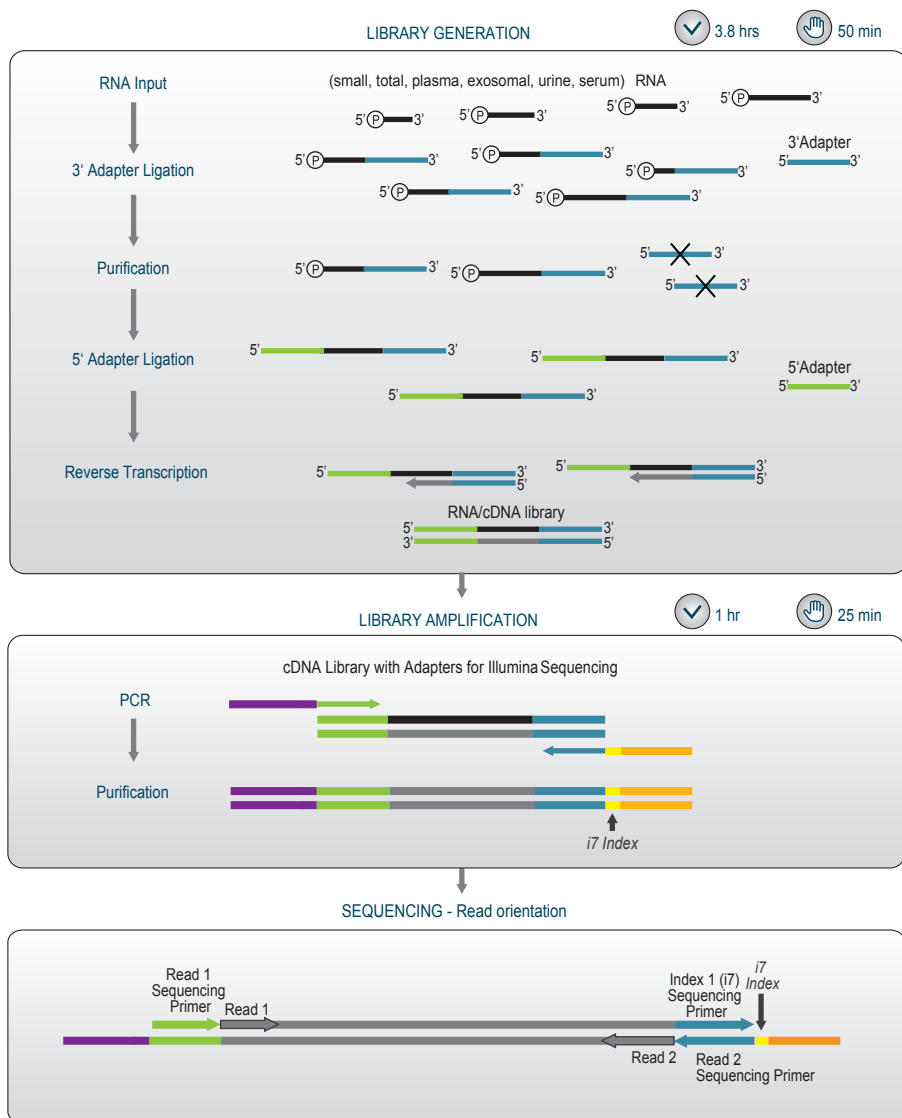 LIBRARY GENERATION 3.8 hrs 50 min
RNA Input (small, total, plasma, exosomal, urine, serum) RNA
5’ P 3’ 5’ P 3’ 5’ P 3’ 5’ P 3’
3‘ Adapter Ligation 5’ P 3’ 5’ P 3’ 5’ P 3’ 3‘Adapter
5’ 3’
5’ P 3’ 5’ P 3’
Purification 5’ P 3’ 5’ P 3’ 5’ 3’
5’ 3’
5‘ Adapter Ligation 5’ 3’ 5’ 3’
5‘Adapter
5’ 3’
5’ 3’
Reverse Transcription 5’ 3’ 5’ 3’
5’ 5’
RNA/cDNA library
5’ 3’
3’ 5’
LIBRARY AMPLIFICATION 1 hr 25 min
cDNA Library with Adapters for Illumina Sequencing
PCR
Purification
i7 Index
SEQUENCING - Read orientation
Read 1
Sequencing
Primer
Read 1
Index 1 (i7)
Sequencing
Primer
i7
Index
Read 2
Read 2
Sequencing Primer